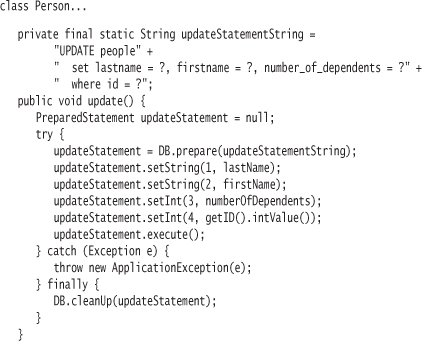 class Person...
private final static String updateStatementString =
"UPDATE people" +
" set lastname = ?, firstname = ?, number_of_dependents = ?" +
" where id = ?";
public void update() {
PreparedStatement updateStatement = null;
try {
updateStatement = DB.prepare(updateStatementString);
updateStatement.setString(1, lastName);
updateStatement.setString(2, firstName);
updateStatement.setInt(3, numberOfDependents);
updateStatement.setInt(4, getID().intValue());
updateStatement.execute();
} catch (Exception e) {
throw new ApplicationException(e);
} finally {
DB.cleanUp(updateStatement);
}
}